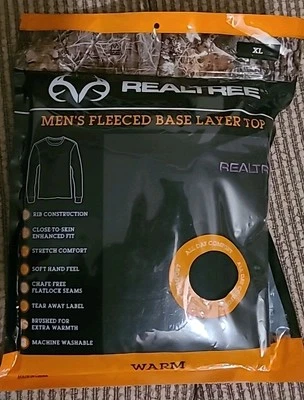 XL
REALTREE
MEN'S FLEECED BASE LAYER TOP
REALTR
RIB CONSTRUCTION
CLOSE-TO-SKIN
ENHANCED FIT
STRETCH COMFORT
SOFT HAND FEEL
CHAFE-FREE
FLATLOCK SEAMS
TEAR AWAY LABEL
BRUSHED FOR
EXTRA WARMTH
MACHINE WASHABLE
ALL DAY COMFORT
WARM